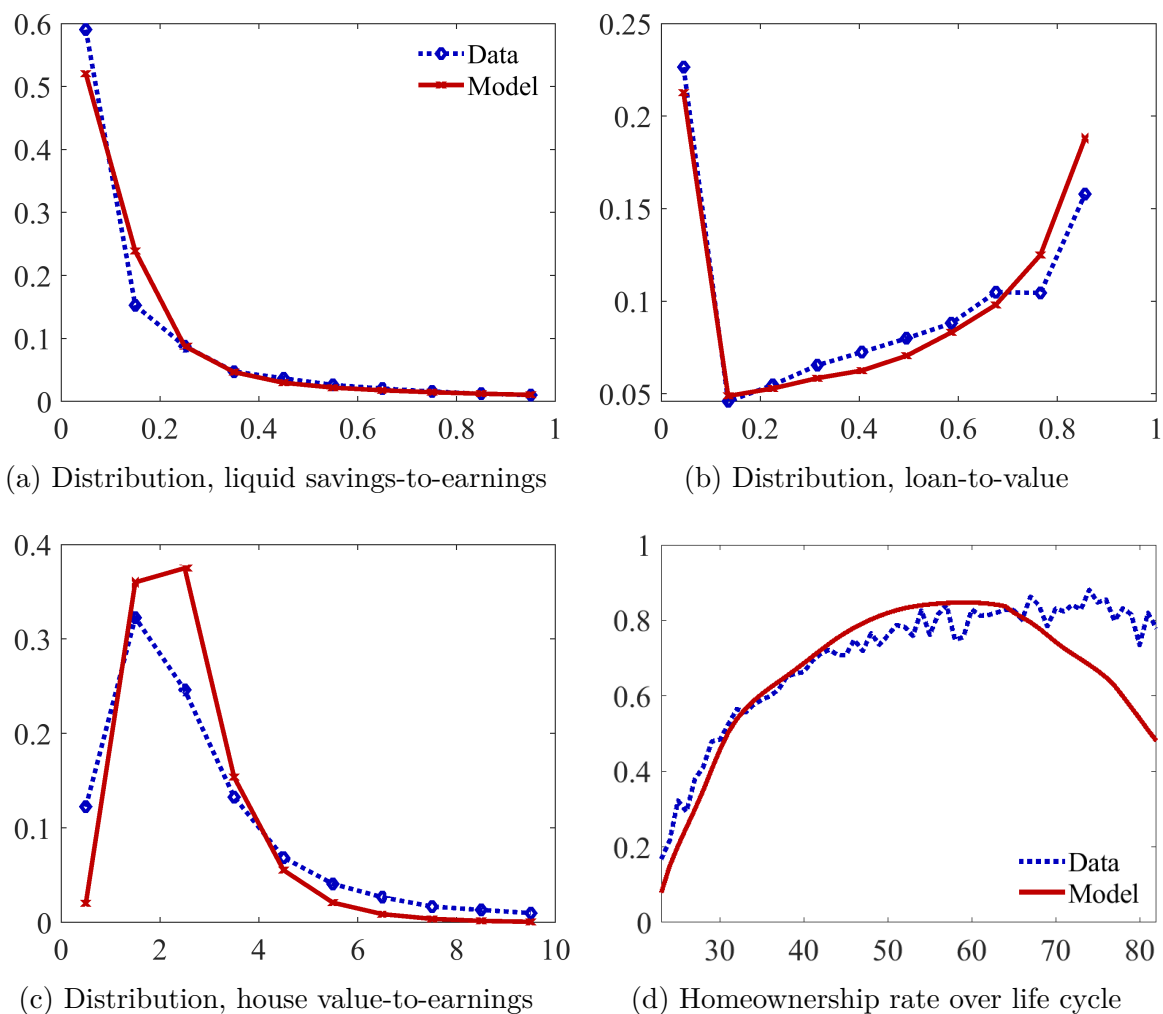 0.6
0.5
0.4
0.3
0.2
0.1
0
0 0.2 0.4 0.6 0.8 1
Data
Model
(a) Distribution, liquid savings-to-earnings
0.25
0.2
0.15
0.1
0.05
0 0.2 0.4 0.6 0.8 1
(b) Distribution, loan-to-value
0.4
0.3
0.2
0.1
0
0 2 4 6 8 10
(c) Distribution, house value-to-earnings
1
0.8
0.6
0.4
0.2
0
30 40 50 60 70 80
Data
Model
(d) Homeownership rate over life cycle